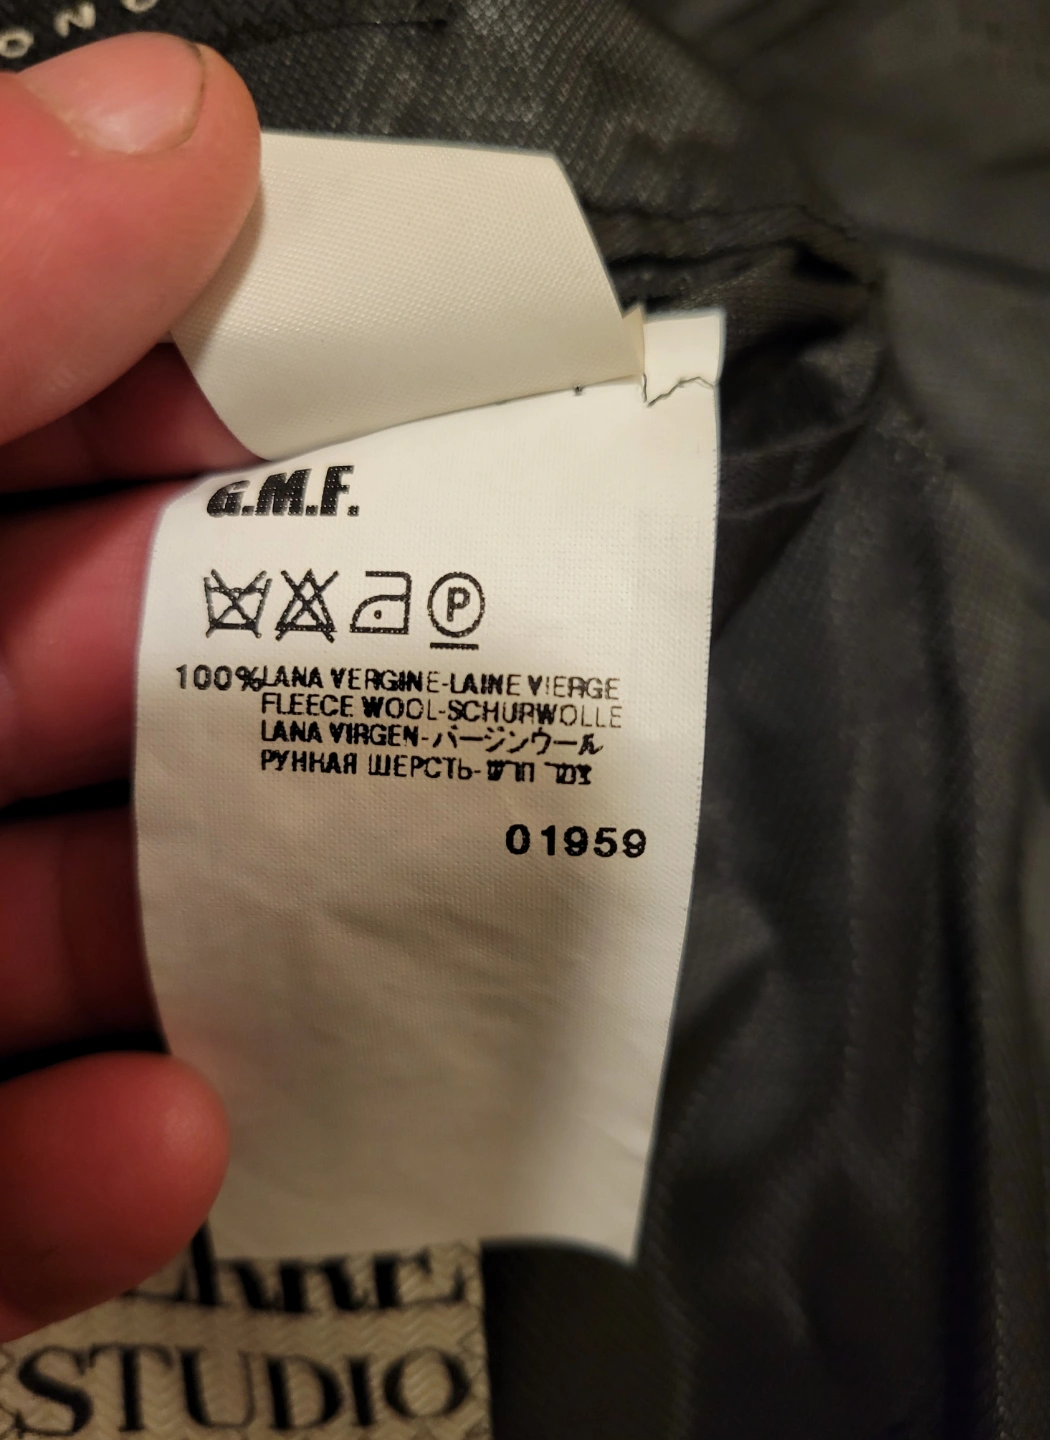 G.M.F.
P
100% LANA VERGINE-LAINE VIERGE
FLEECE WOOL-SCHURWOLLE
LANA VIRGEN-バージンウール
РУННАЯ ШЕРСТЬ-
01959
STUDIO